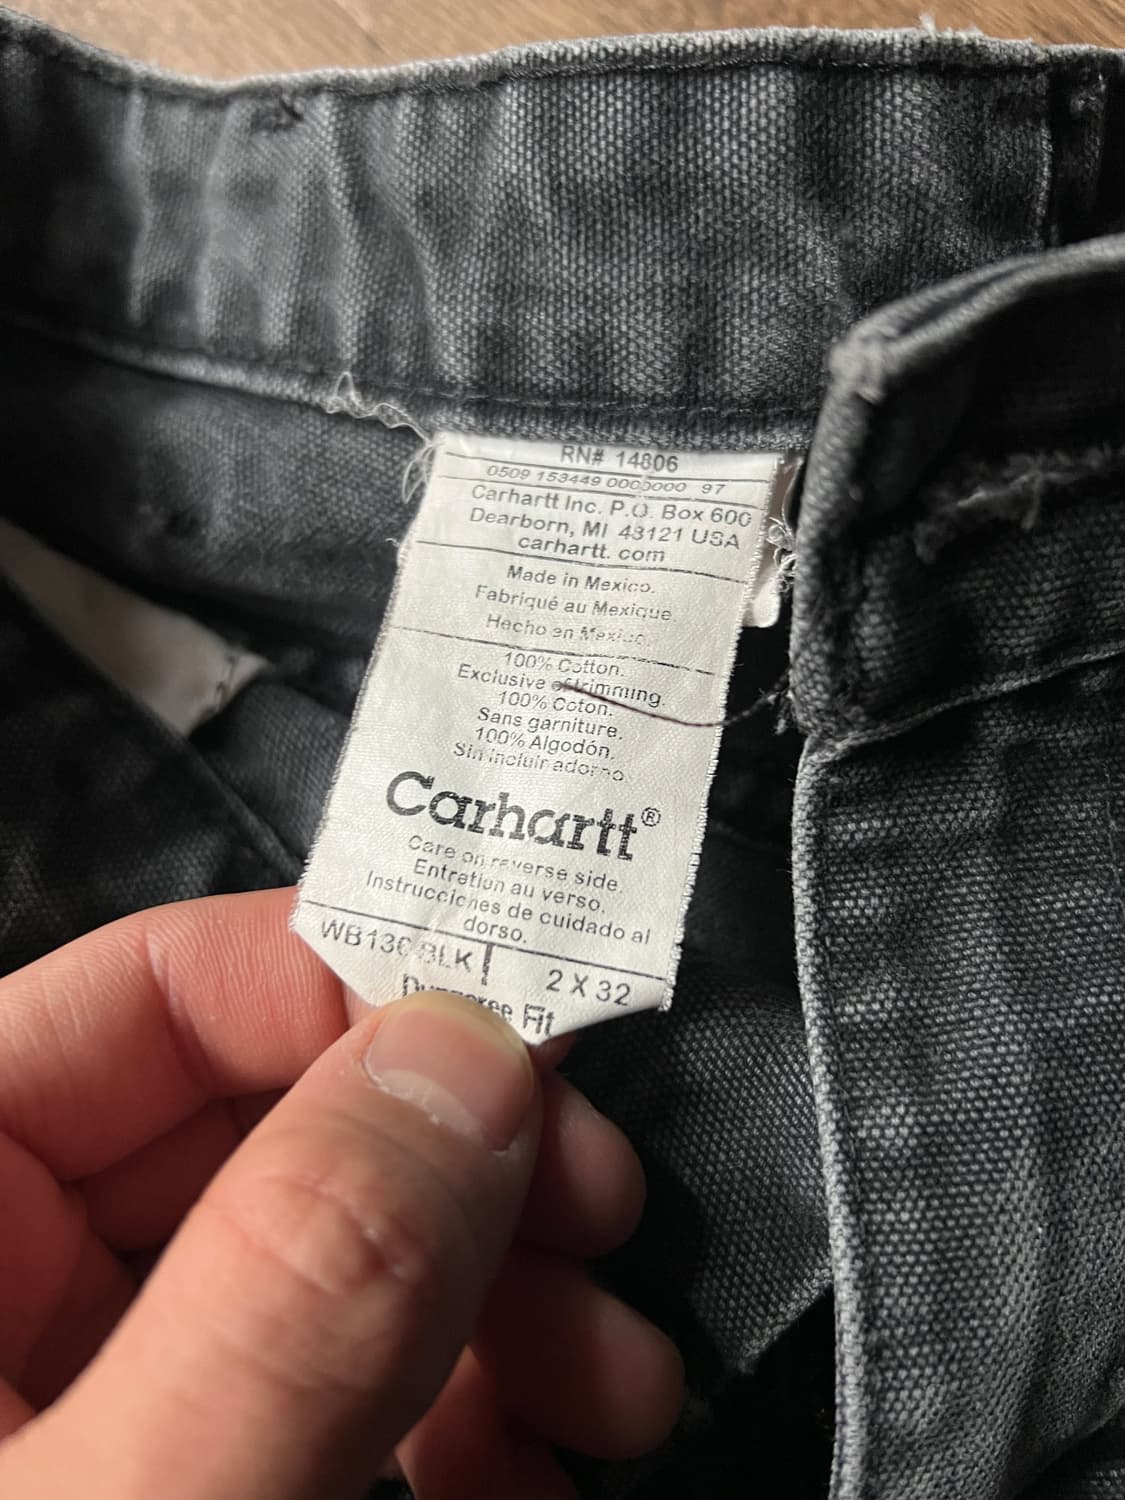 RN# 14806
0509 153449 0000000 97
Carhartt Inc. P.O. Box 600
Dearborn, MI 48121 USA
carhartt. com
Made in Mexico.
Fabriqué au Mexique
Hecho en Mexico.
100% Cotton.
Exclusive of trimming.
100% Coton.
Sans garniture.
100% Algodón.
Sin incluir adorno.
Carhartt®
Care on reverse side.
Entretien au verso.
Instrucciones de cuidado al
dorso.
BLK 2 X 32
Fit